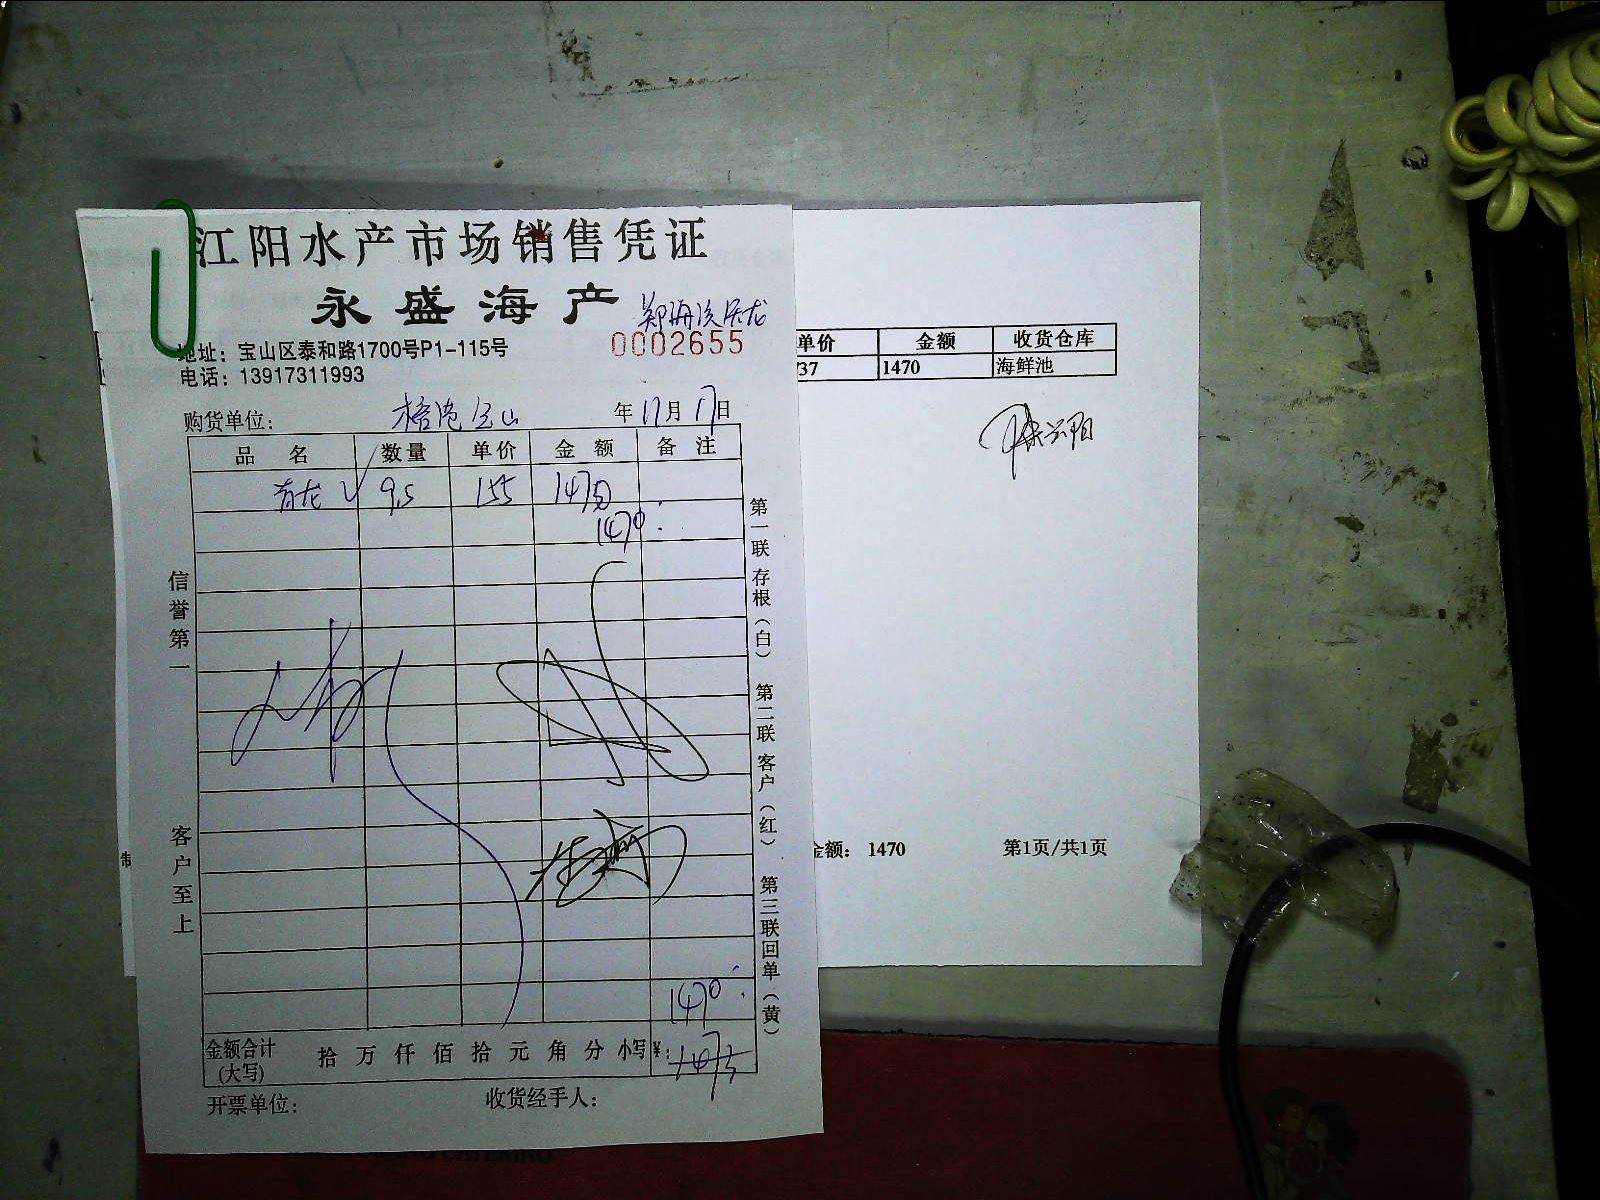 江阳水产市场销售凭证
永盛海产
0002655
地址：宝山区泰和路1700号P1-115号
电话：13917311993
购货单位： 宝山 年11月17日
品名 数量 单价 金额 备注
青龙 9.5 155
1470
1470
金额合计（大写） 拾 万 仟 佰 拾 元 角 分 小写¥：
开票单位： 收货经手人：
信誉第一
客户至上
第一联存根（白） 第二联客户（红） 第三联回单（黄）
单价 金额 收货仓库
737 1470 海鲜池
金额： 1470 第1页/共1页